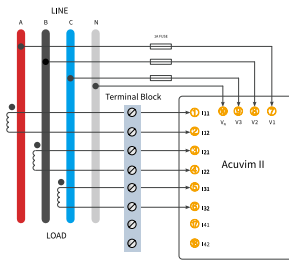 LINE
A B C N
1A FUSE
Terminal Block
Vn V3 V2 V1
I11
I12
Acuvim II
I21
I22
I31
I32
I41
I42
LOAD